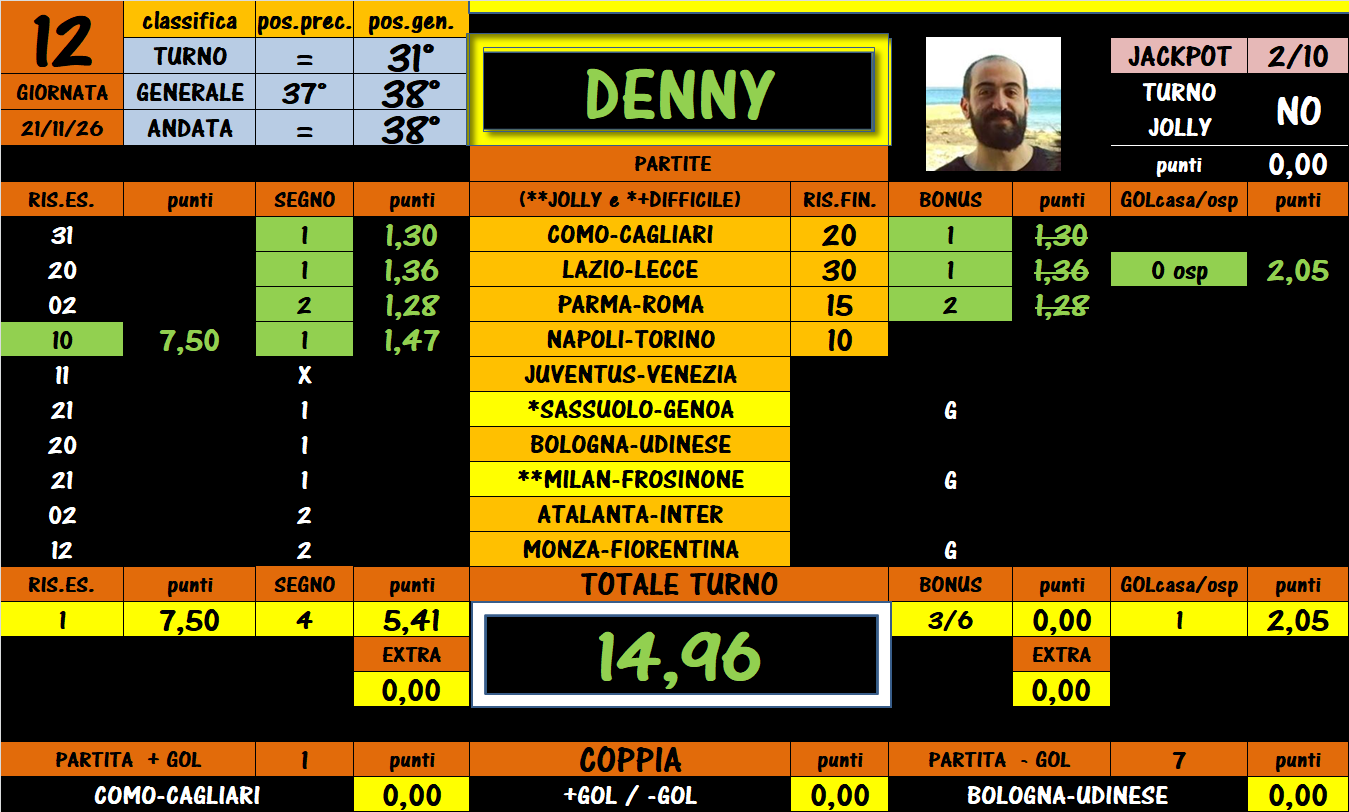 12 classifica pos.prec. pos.gen.
TURNO = 31°
GIORNATA GENERALE 37° 38°
21/11/26 ANDATA = 38°
DENNY
JACKPOT 2/10
TURNO JOLLY NO
punti 0,00
PARTITE
RIS.ES. punti SEGNO punti (**JOLLY e *+DIFFICILE) RIS.FIN. BONUS punti GOLcasa/osp punti
31 1 1,30 COMO-CAGLIARI 20 1 1,30
20 1 1,36 LAZIO-LECCE 30 1 1,36 0 osp 2,05
02 2 1,28 PARMA-ROMA 15 2 1,28
10 7,50 1 1,47 NAPOLI-TORINO 10
11 X JUVENTUS-VENEZIA
21 1 *SASSUOLO-GENOA G
20 1 BOLOGNA-UDINESE
21 1 **MILAN-FROSINONE G
02 2 ATALANTA-INTER
12 2 MONZA-FIORENTINA G
RIS.ES. punti SEGNO punti TOTALE TURNO BONUS punti GOLcasa/osp punti
1 7,50 4 5,41 14,96 3/6 0,00 1 2,05
EXTRA EXTRA
0,00 0,00
PARTITA + GOL 1 punti COPPIA punti PARTITA - GOL 7 punti
COMO-CAGLIARI 0,00 +GOL / -GOL 0,00 BOLOGNA-UDINESE 0,00